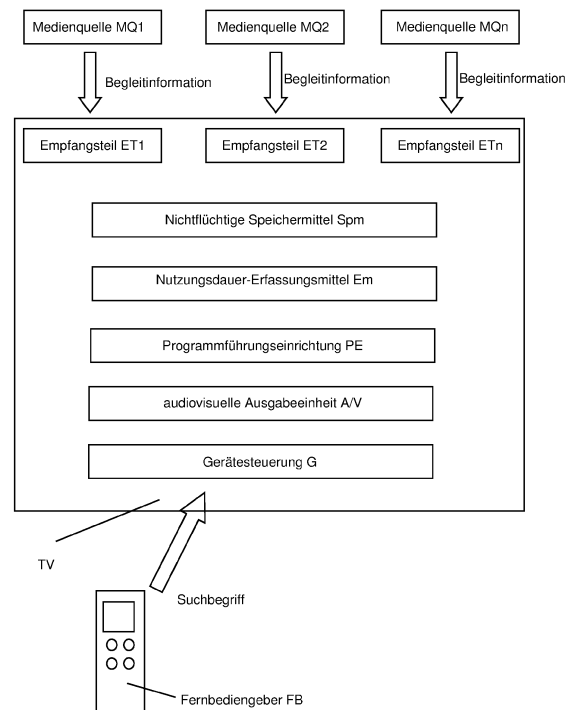 Medienquelle MQ1
Medienquelle MQ2
Medienquelle MQn
Begleitinformation
Begleitinformation
Begleitinformation
Empfangsteil ET1
Empfangsteil ET2
Empfangsteil ETn
Nichtflüchtige Speichermittel Spm
Nutzungsdauer-Erfassungsmittel Em
Programmführungseinrichtung PE
audiovisuelle Ausgabeeinheit A/V
Gerätesteuerung G
TV
Suchbegriff
Fernbediengeber FB